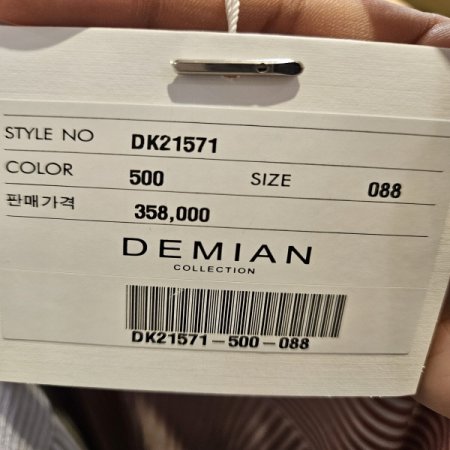 STYLE NO DK21571
COLOR 500 SIZE 088
판매가격 358,000
DEMIAN
COLLECTION
DK21571-500-088